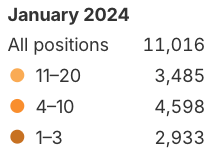 January 2024
All positions 11,016
11–20 3,485
4–10 4,598
1–3 2,933